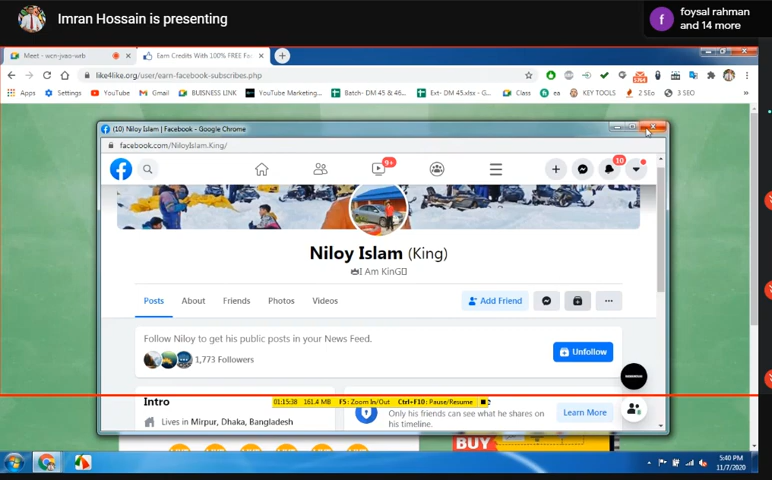 Imran Hossain is presenting
f
foysal rahman
and 14 more
Meet - wcn-jvao-wrb
Earn Credits With 100% FREE Fa
like4like.org/user/earn-facebook-subscribes.php
Apps
Settings
YouTube
Gmail
BUISNESS LINK
YouTube Marketing...
Batch- DM 45 & 46...
Ext- DM 45.xlsx - G...
Class
ea
KEY TOOLS
2 SEo
3 SEO
(10) Niloy Islam | Facebook - Google Chrome
facebook.com/NiloyIslam.King/
9+
10
Niloy Islam (King)
I Am KinG
Posts
About
Friends
Photos
Videos
Add Friend
Follow Niloy to get his public posts in your News Feed.
1,773 Followers
Unfollow
Intro
Lives in Mirpur, Dhaka, Bangladesh
01:15:38 161.4 MB F5: Zoom In/Out Ctrl+F10: Pause/Resume
Only his friends can see what he shares on
his timeline.
Learn More
BUY
5:40 PM
11/7/2020